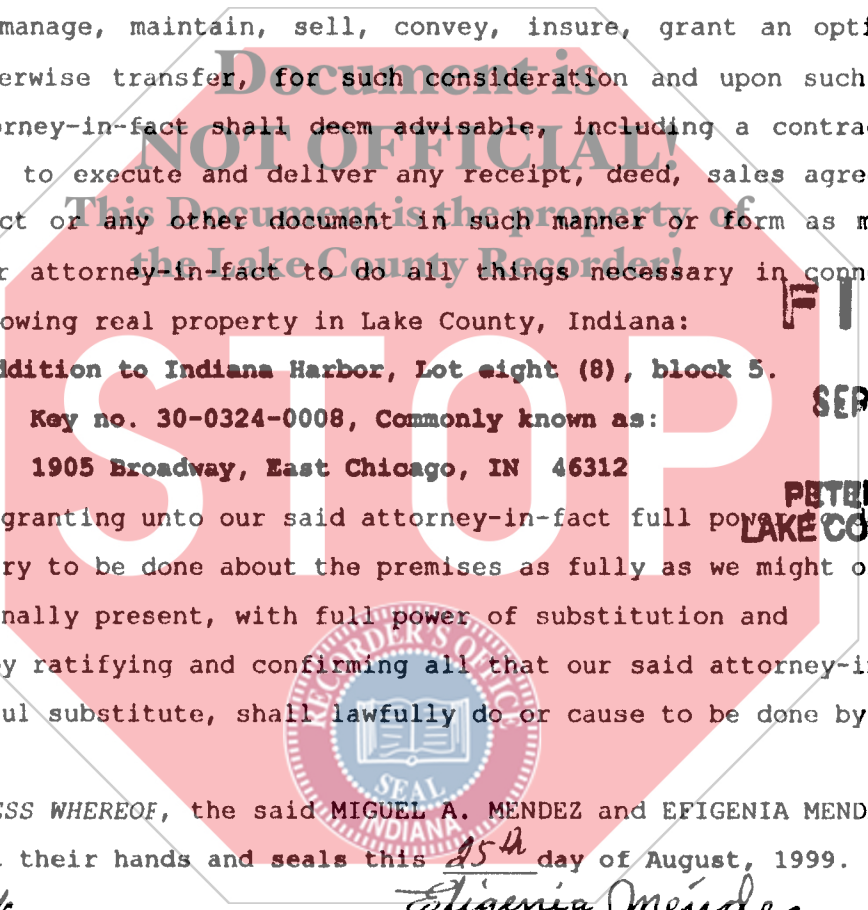 manage, maintain, sell, convey, insure, grant an opti
erwise transfer, for such consideration and upon such
orney-in-fact shall deem advisable, including a contra
to execute and deliver any receipt, deed, sales agre
ct or any other document in such manner or form as m
r attorney-in-fact to do all things necessary in conn
owing real property in Lake County, Indiana:
ddition to Indiana Harbor, Lot eight (8), block 5.
Key no. 30-0324-0008, Commonly known as:
1905 Broadway, East Chicago, IN 46312
granting unto our said attorney-in-fact full power
ry to be done about the premises as fully as we might o
nally present, with full power of substitution and
y ratifying and confirming all that our said attorney-i
ul substitute, shall lawfully do or cause to be done by
ESS WHEREOF, the said MIGUEL A. MENDEZ and EFIGENIA MEND
their hands and seals this 25th day of August, 1999.
Efigenia Méndez
Document is
NOT OFFICIAL!
This Document is the property of
the Lake County Recorder!
STOP
RECORDER'S OFFICE
SEAL
INDIANA
FI
SEP
PETE
LAKE CO